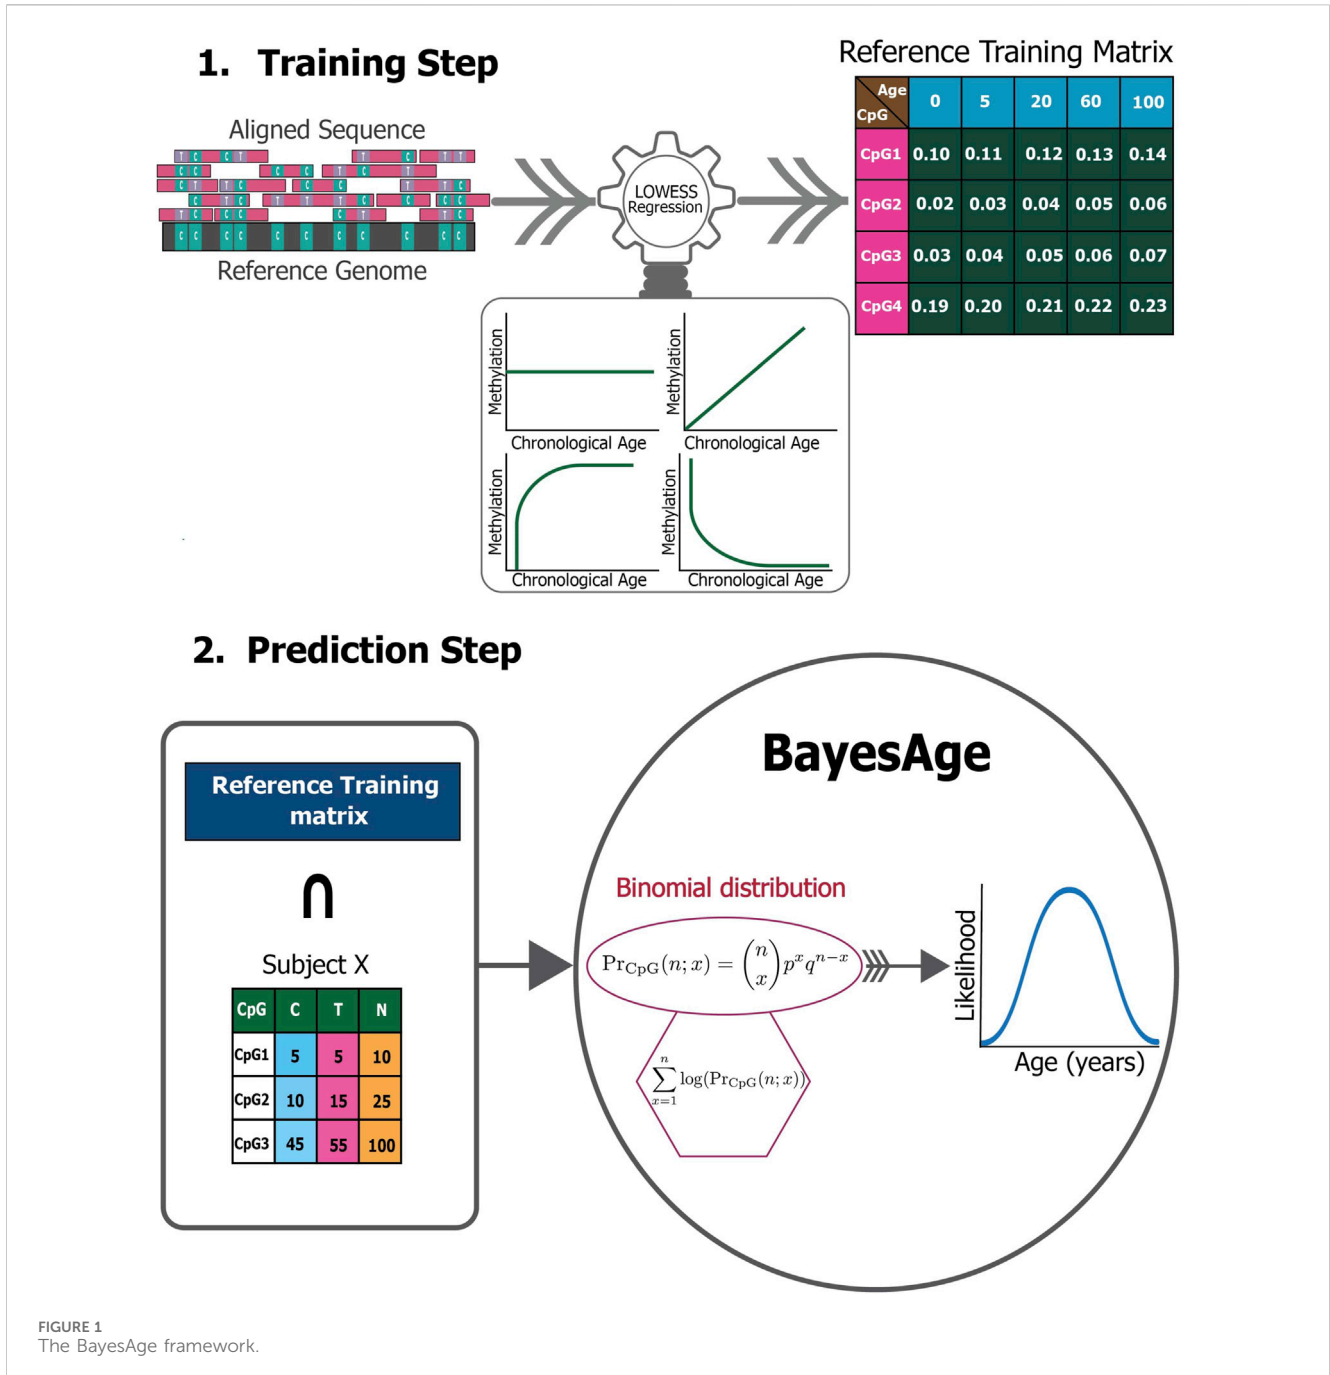 1. Training Step
Aligned Sequence
T C C T T C T T
C C C C T C T
C T T C C C T T C
C T C T T T C C C
T C C C C T T C
C C C C C C C C C C C
Reference Genome
LOWESS
Regression
Methylation
Chronological Age
Methylation
Chronological Age
Methylation
Chronological Age
Methylation
Chronological Age
Reference Training Matrix
Age
CpG
0 5 20 60 100
CpG1 0.10 0.11 0.12 0.13 0.14
CpG2 0.02 0.03 0.04 0.05 0.06
CpG3 0.03 0.04 0.05 0.06 0.07
CpG4 0.19 0.20 0.21 0.22 0.23
2. Prediction Step
Reference Training
matrix
∩
Subject X
CpG C T N
CpG1 5 5 10
CpG2 10 15 25
CpG3 45 55 100
BayesAge
Binomial distribution
Pr_CpG(n; x) = (n x) p^x q^{n−x}
∑_{x=1}^{n} log(Pr_CpG(n; x))
Likelihood
Age (years)
FIGURE 1
The BayesAge framework.